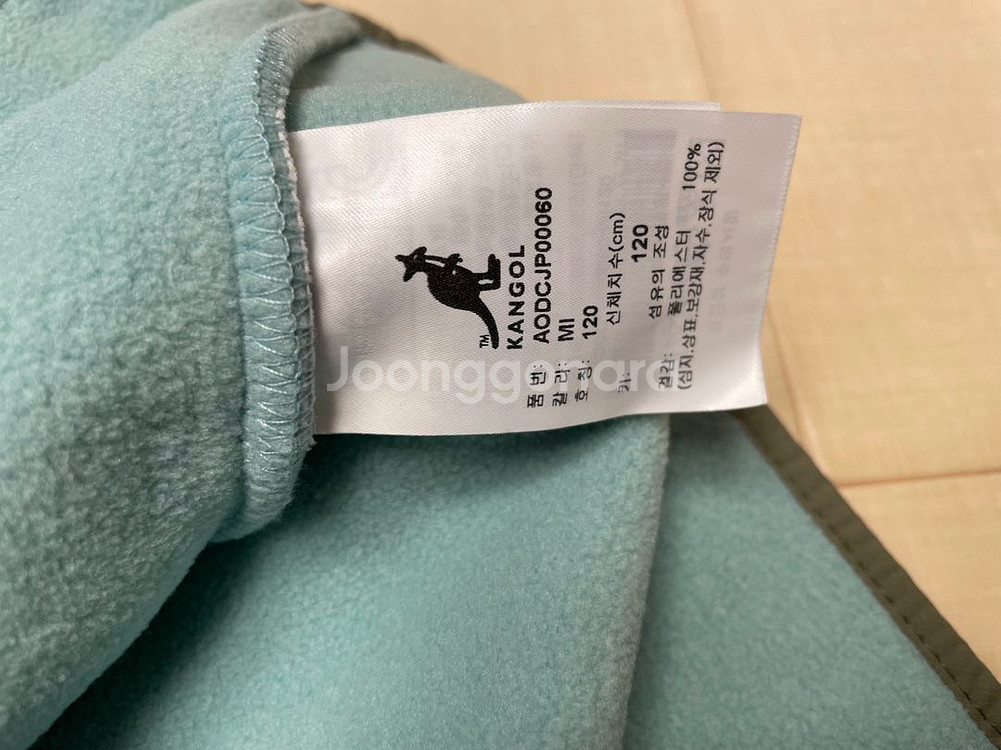 ™
KANGOL
품 번: AODCJP00060
칼 라: MI
호 칭: 120
신체치수(cm)
키: 120
섬유의 조성
겉감: 폴리에스터 100%
(심지,상표,보강재,자수,장식 제외)
Joonggonara